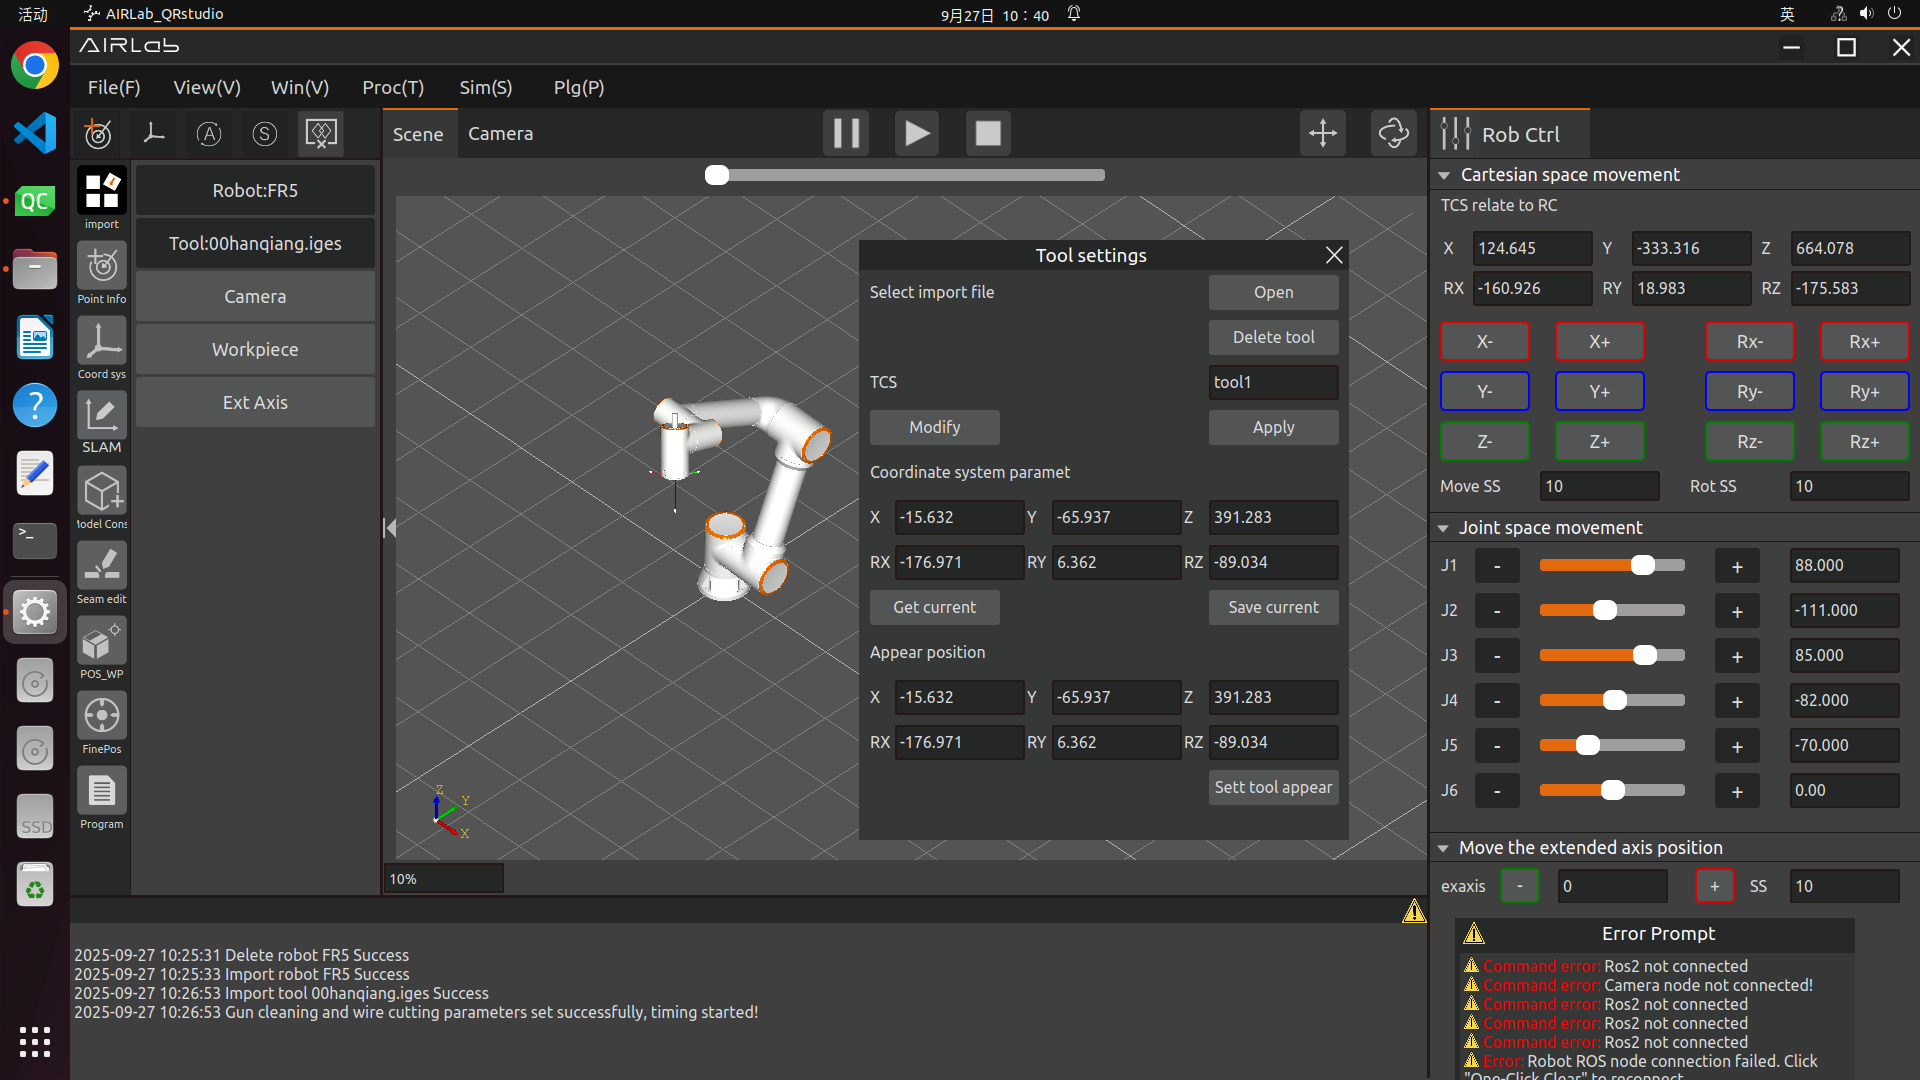 活动
AIRLab_QRstudio
9月27日 10：40
英
AIRLab
File(F) View(V) Win(V) Proc(T) Sim(S) Plg(P)
Scene
Camera
Rob Ctrl
import
Point Info
Coord sys
SLAM
Model Cons
Seam edit
POS_WP
FinePos
Program
Robot:FR5
Tool:00hanqiang.iges
Camera
Workpiece
Ext Axis
Tool settings
Select import file Open
Delete tool
TCS tool1
Modify Apply
Coordinate system paramet
X -15.632 Y -65.937 Z 391.283
RX -176.971 RY 6.362 RZ -89.034
Get current Save current
Appear position
X -15.632 Y -65.937 Z 391.283
RX -176.971 RY 6.362 RZ -89.034
Sett tool appear
Z
Y
X
10%
Cartesian space movement
TCS relate to RC
X 124.645 Y -333.316 Z 664.078
RX -160.926 RY 18.983 RZ -175.583
X- X+ Rx- Rx+
Y- Y+ Ry- Ry+
Z- Z+ Rz- Rz+
Move SS 10 Rot SS 10
Joint space movement
J1 - + 88.000
J2 - + -111.000
J3 - + 85.000
J4 - + -82.000
J5 - + -70.000
J6 - + 0.00
Move the extended axis position
exaxis - 0 + SS 10
Error Prompt
Command error: Ros2 not connected
Command error: Camera node not connected!
Command error: Ros2 not connected
Command error: Ros2 not connected
Command error: Ros2 not connected
Error: Robot ROS node connection failed. Click
"One-Click Clear" to reconnect
2025-09-27 10:25:31 Delete robot FR5 Success
2025-09-27 10:25:33 Import robot FR5 Success
2025-09-27 10:26:53 Import tool 00hanqiang.iges Success
2025-09-27 10:26:53 Gun cleaning and wire cutting parameters set successfully, timing started!
QC
SSD